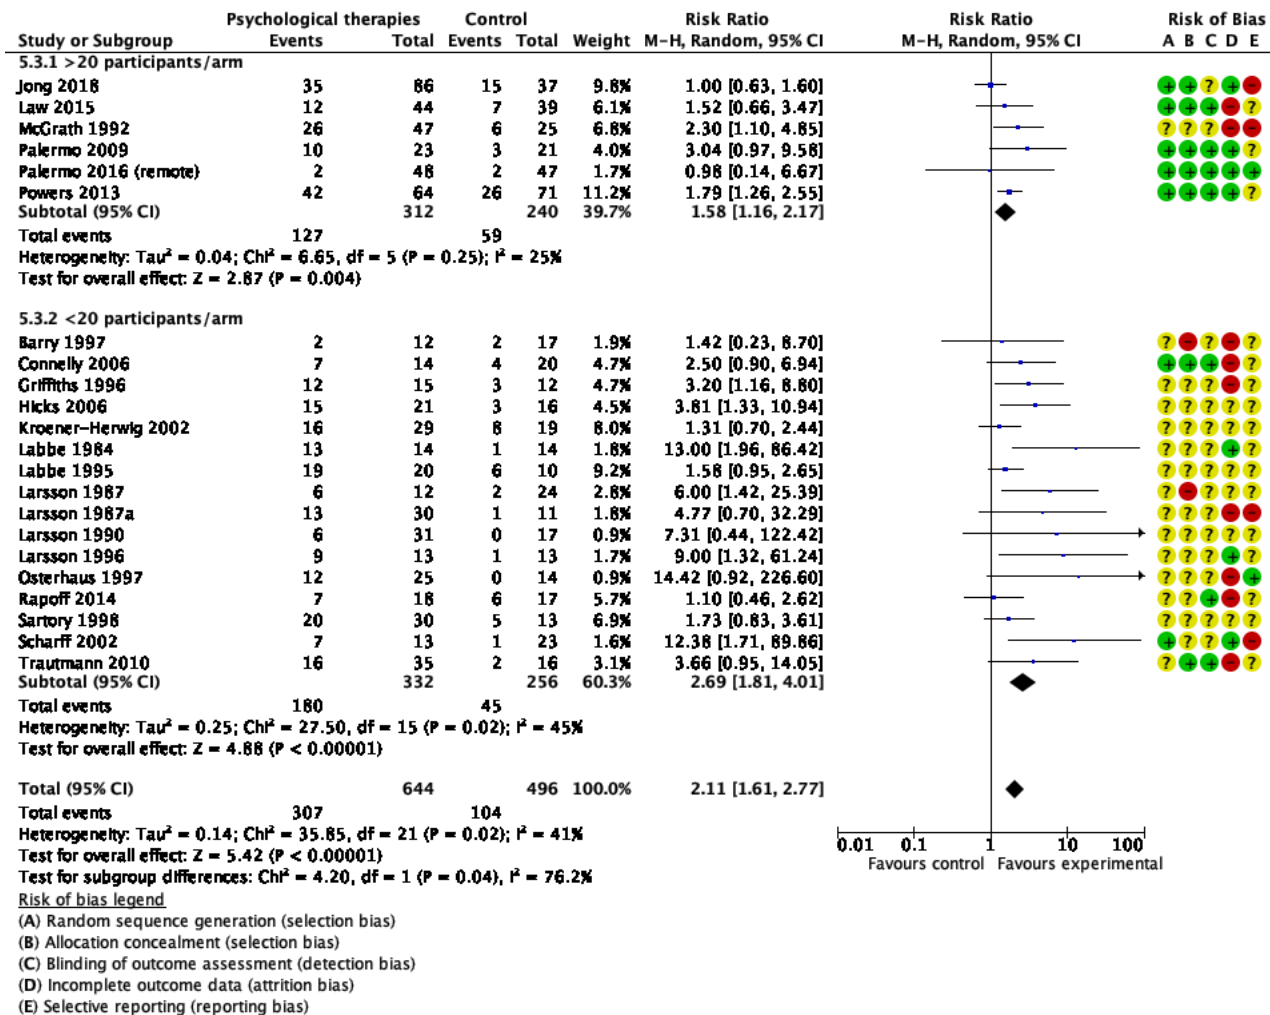 Psychological therapies Control Risk Ratio Risk Ratio Risk of Bias
Study or Subgroup Events Total Events Total Weight M-H, Random, 95% CI M-H, Random, 95% CI A B C D E
5.3.1 >20 participants/arm
Jong 2018 35 86 15 37 9.8% 1.00 [0.63, 1.60] + + ? + -
Law 2015 12 44 7 39 6.1% 1.52 [0.66, 3.47] + + + - ?
McGrath 1992 26 47 6 25 6.8% 2.30 [1.10, 4.85] ? ? ? - -
Palermo 2009 10 23 3 21 4.0% 3.04 [0.97, 9.58] + + + + ?
Palermo 2016 (remote) 2 48 2 47 1.7% 0.98 [0.14, 6.67] + + + + +
Powers 2013 42 64 26 71 11.2% 1.79 [1.26, 2.55] + + + + ?
Subtotal (95% CI) 312 240 39.7% 1.58 [1.16, 2.17]
Total events 127 59
Heterogeneity: Tau² = 0.04; Chi² = 6.65, df = 5 (P = 0.25); I² = 25%
Test for overall effect: Z = 2.87 (P = 0.004)
5.3.2 <20 participants/arm
Barry 1997 2 12 2 17 1.9% 1.42 [0.23, 8.70] ? - ? - ?
Connelly 2006 7 14 4 20 4.7% 2.50 [0.90, 6.94] + + + - ?
Griffiths 1996 12 15 3 12 4.7% 3.20 [1.16, 8.80] ? ? ? - ?
Hicks 2006 15 21 3 16 4.5% 3.81 [1.33, 10.94] ? ? ? ? ?
Kroener-Herwig 2002 16 29 8 19 8.0% 1.31 [0.70, 2.44] ? ? ? ? ?
Labbe 1984 13 14 1 14 1.8% 13.00 [1.96, 86.42] ? ? ? + ?
Labbe 1995 19 20 6 10 9.2% 1.58 [0.95, 2.65] ? ? ? ? ?
Larsson 1987 6 12 2 24 2.8% 6.00 [1.42, 25.39] ? - ? ? ?
Larsson 1987a 13 30 1 11 1.8% 4.77 [0.70, 32.29] ? ? ? - -
Larsson 1990 6 31 0 17 0.9% 7.31 [0.44, 122.42] ? ? ? ? ?
Larsson 1996 9 13 1 13 1.7% 9.00 [1.32, 61.24] ? ? ? + ?
Osterhaus 1997 12 25 0 14 0.9% 14.42 [0.92, 226.60] ? ? ? - +
Rapoff 2014 7 18 6 17 5.7% 1.10 [0.46, 2.62] ? ? + - ?
Sartory 1998 20 30 5 13 6.9% 1.73 [0.83, 3.61] ? ? ? ? ?
Scharff 2002 7 13 1 23 1.6% 12.38 [1.71, 89.86] + ? ? + -
Trautmann 2010 16 35 2 16 3.1% 3.66 [0.95, 14.05] ? + + - ?
Subtotal (95% CI) 332 256 60.3% 2.69 [1.81, 4.01]
Total events 180 45
Heterogeneity: Tau² = 0.25; Chi² = 27.50, df = 15 (P = 0.02); I² = 45%
Test for overall effect: Z = 4.88 (P < 0.00001)
Total (95% CI) 644 496 100.0% 2.11 [1.61, 2.77]
Total events 307 104
Heterogeneity: Tau² = 0.14; Chi² = 35.85, df = 21 (P = 0.02); I² = 41%
Test for overall effect: Z = 5.42 (P < 0.00001)
Test for subgroup differences: Chi² = 4.20, df = 1 (P = 0.04), I² = 76.2%
0.01 0.1 1 10 100
Favours control Favours experimental
Risk of bias legend
(A) Random sequence generation (selection bias)
(B) Allocation concealment (selection bias)
(C) Blinding of outcome assessment (detection bias)
(D) Incomplete outcome data (attrition bias)
(E) Selective reporting (reporting bias)